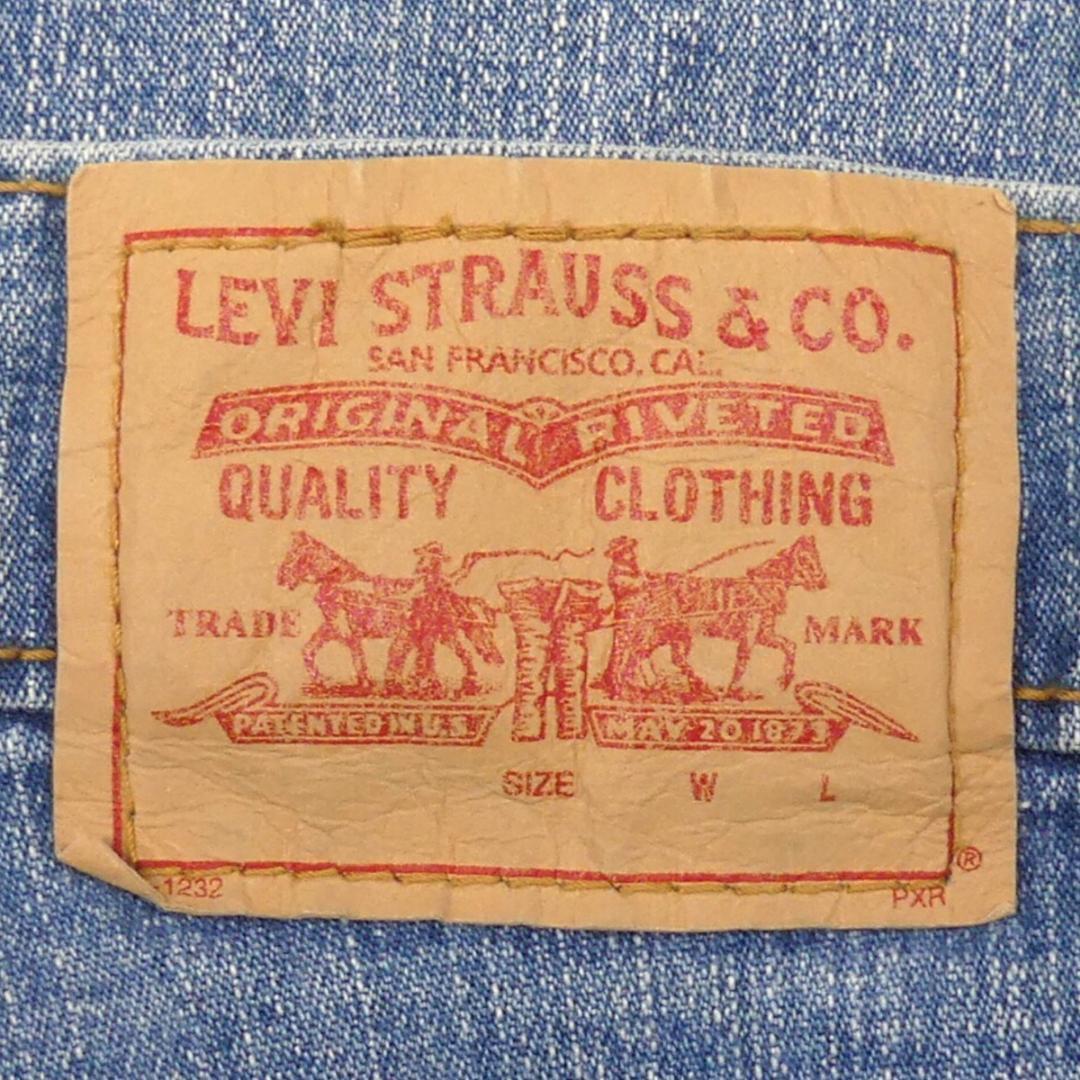 LEVI STRAUSS & CO.
SAN FRANCISCO, CAL.
ORIGINAL RIVETED
QUALITY CLOTHING
TRADE MARK
PATENTED IN U.S. MAY 20 1873
SIZE W L
®
1232 PXR